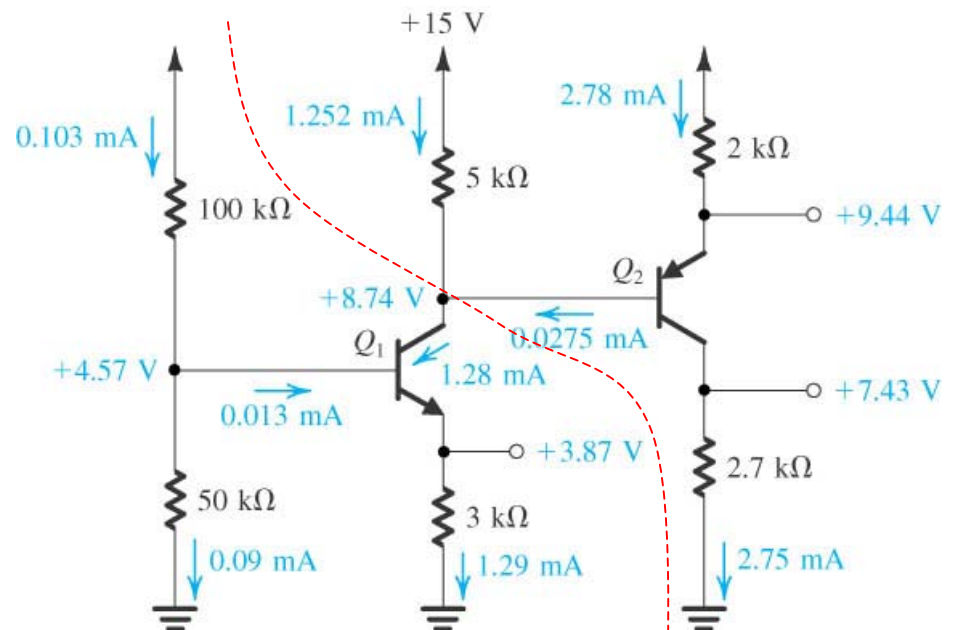 +15 V
0.103 mA
1.252 mA
2.78 mA
100 kΩ
5 kΩ
2 kΩ
+9.44 V
Q2
+8.74 V
0.0275 mA
Q1
+4.57 V
1.28 mA
+7.43 V
0.013 mA
+3.87 V
2.7 kΩ
50 kΩ
3 kΩ
0.09 mA
1.29 mA
2.75 mA